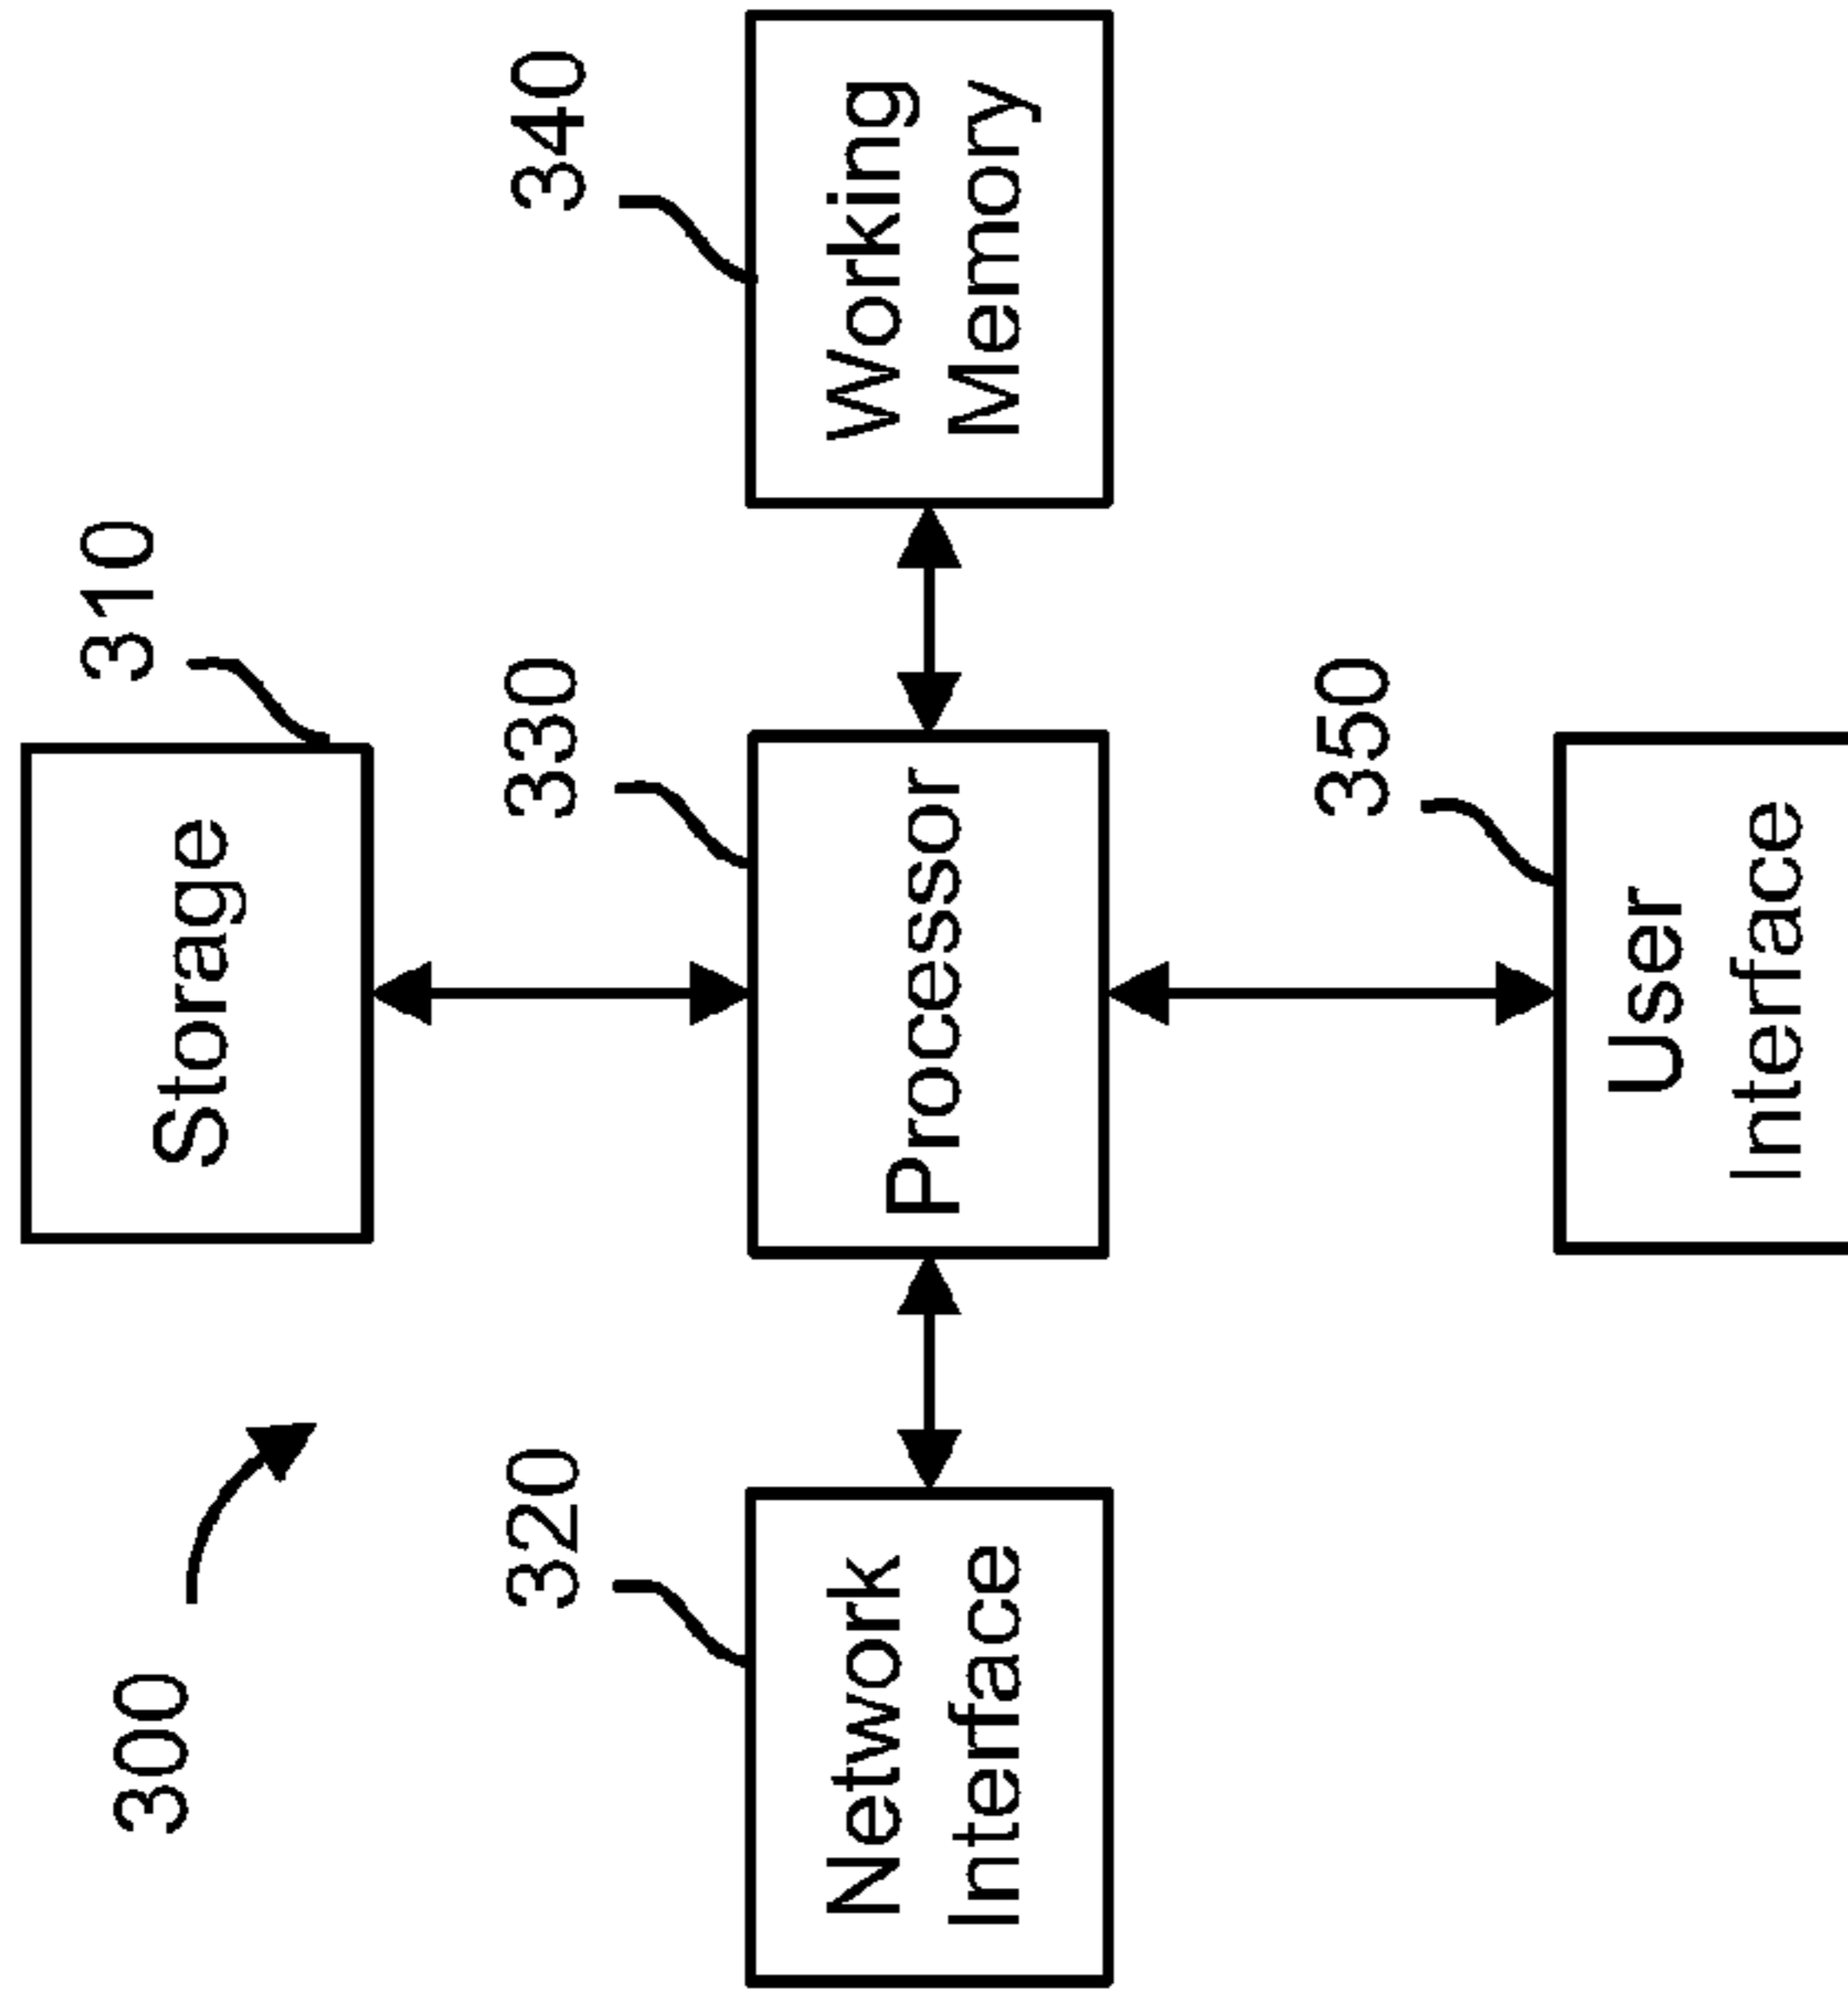 300
310
Storage
320
330
340
Network
Interface
Processor
Working
Memory
350
User
Interface